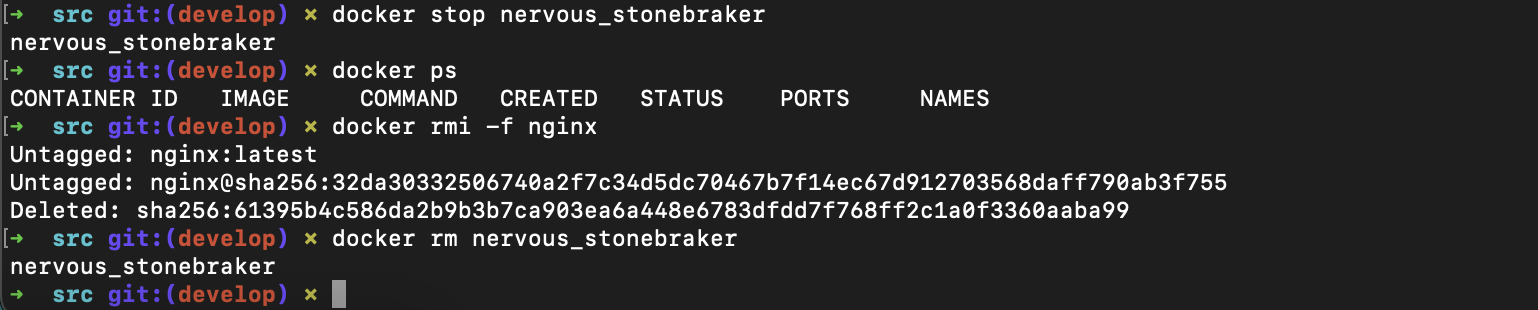 [➜  src git:(develop) × docker stop nervous_stonebraker
nervous_stonebraker
[➜  src git:(develop) × docker ps
CONTAINER ID   IMAGE     COMMAND   CREATED   STATUS    PORTS     NAMES
[➜  src git:(develop) × docker rmi -f nginx
Untagged: nginx:latest
Untagged: nginx@sha256:32da30332506740a2f7c34d5dc70467b7f14ec67d912703568daff790ab3f755
Deleted: sha256:61395b4c586da2b9b3b7ca903ea6a448e6783dfdd7f768ff2c1a0f3360aaba99
[➜  src git:(develop) × docker rm nervous_stonebraker
nervous_stonebraker
➜  src git:(develop) ×